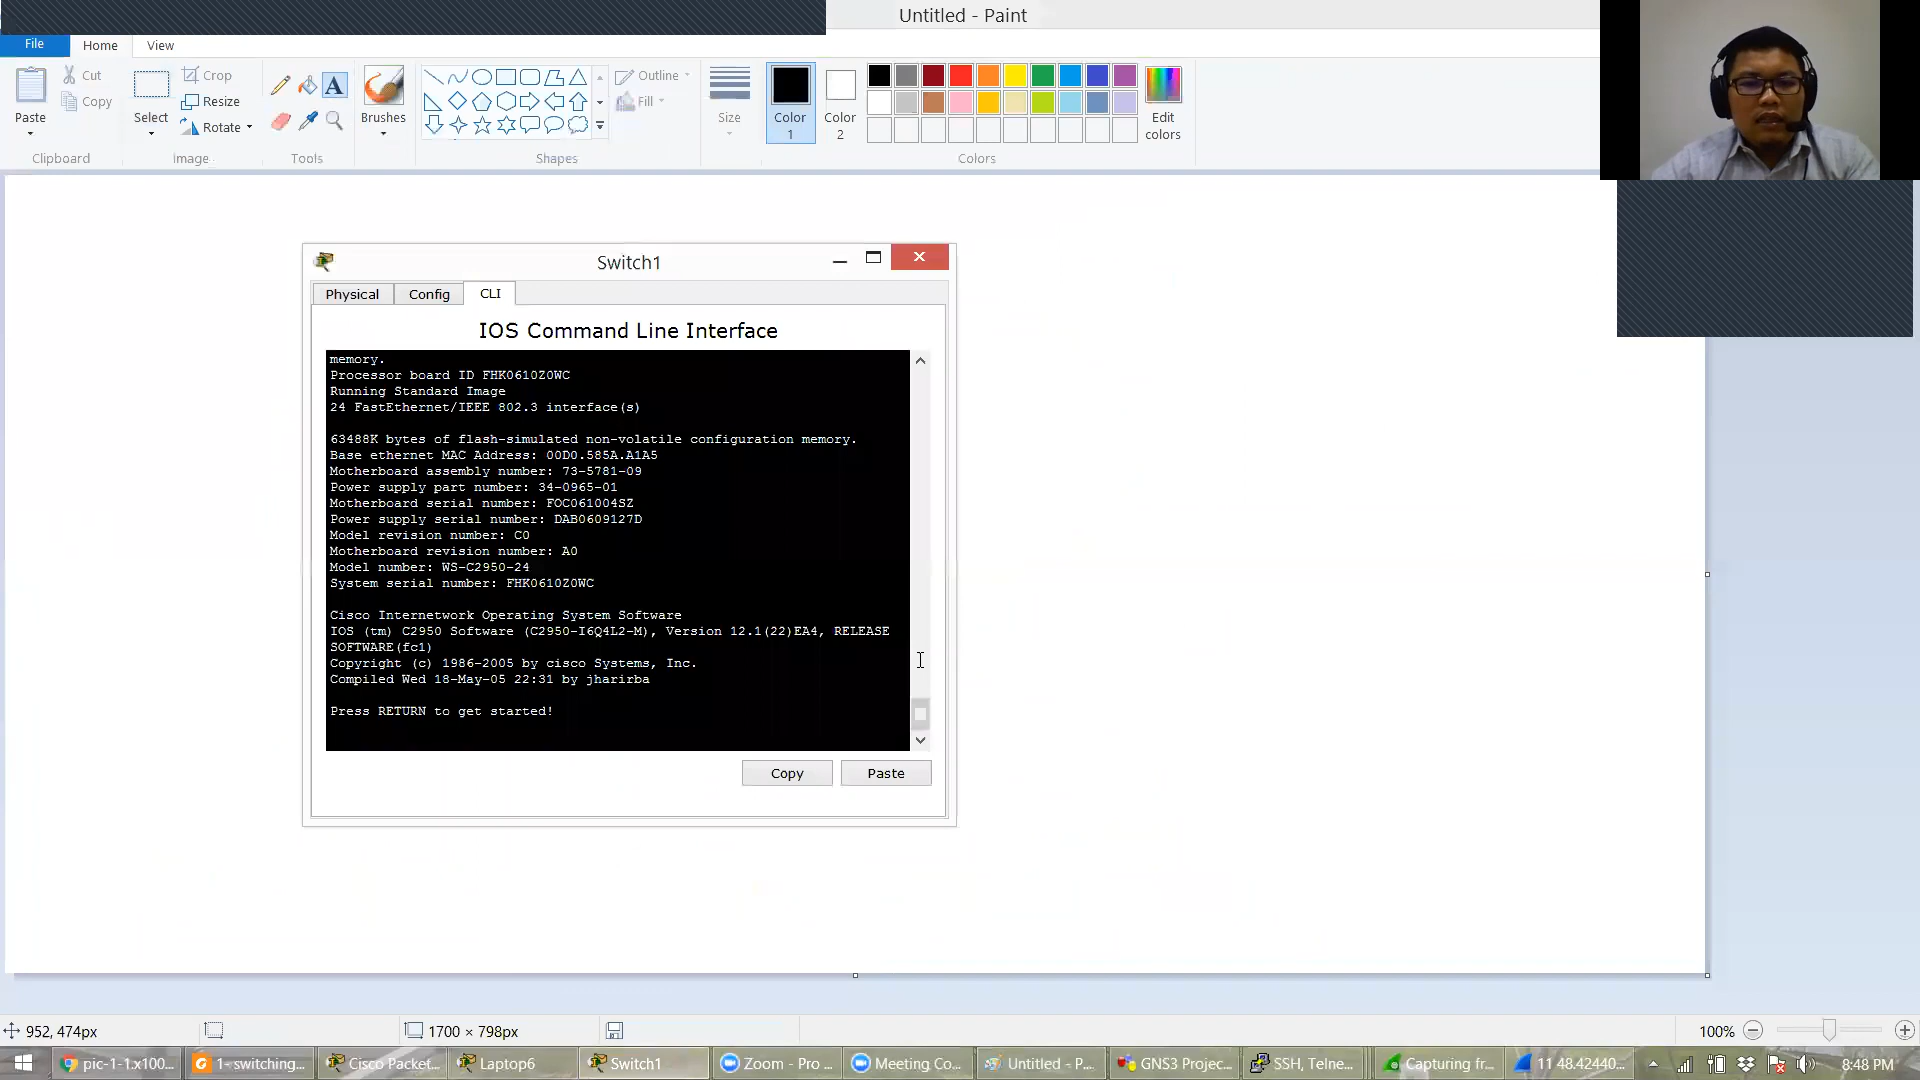 Untitled - Paint
File
Home
View
Paste
Cut
Copy
Clipboard
Select
Crop
Resize
Rotate
Image
Tools
Brushes
Shapes
Outline
Fill
Size
Color 1
Color 2
Edit colors
Colors
Switch1
Physical
Config
CLI
IOS Command Line Interface
memory.
Processor board ID FHK0610Z0WC
Running Standard Image
24 FastEthernet/IEEE 802.3 interface(s)
63488K bytes of flash-simulated non-volatile configuration memory.
Base ethernet MAC Address: 00D0.585A.A1A5
Motherboard assembly number: 73-5781-09
Power supply part number: 34-0965-01
Motherboard serial number: FOC061004SZ
Power supply serial number: DAB0609127D
Model revision number: C0
Motherboard revision number: A0
Model number: WS-C2950-24
System serial number: FHK0610Z0WC
Cisco Internetwork Operating System Software
IOS (tm) C2950 Software (C2950-I6Q4L2-M), Version 12.1(22)EA4, RELEASE
SOFTWARE(fc1)
Copyright (c) 1986-2005 by cisco Systems, Inc.
Compiled Wed 18-May-05 22:31 by jharirba
Press RETURN to get started!
Copy
Paste
952, 474px
1700 × 798px
100%
pic-1-1.x100...
1- switching...
Cisco Packet...
Laptop6
Switch1
Zoom - Pro ...
Meeting Co...
Untitled - P...
GNS3 Projec...
SSH, Telne...
Capturing fr...
11 48.42440...
8:48 PM